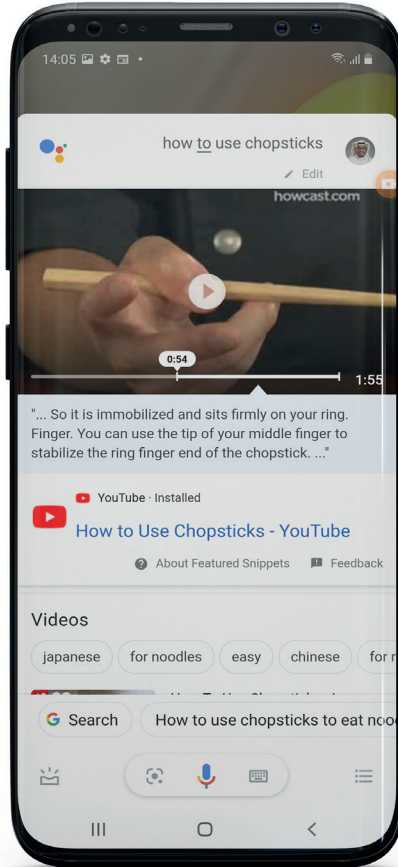 14:05
how to use chopsticks
Edit
howcast.com
0:54
1:55
"... So it is immobilized and sits firmly on your ring.
Finger. You can use the tip of your middle finger to
stabilize the ring finger end of the chopstick. ..."
YouTube · Installed
How to Use Chopsticks - YouTube
About Featured Snippets Feedback
Videos
japanese for noodles easy chinese for r
G Search How to use chopsticks to eat noo